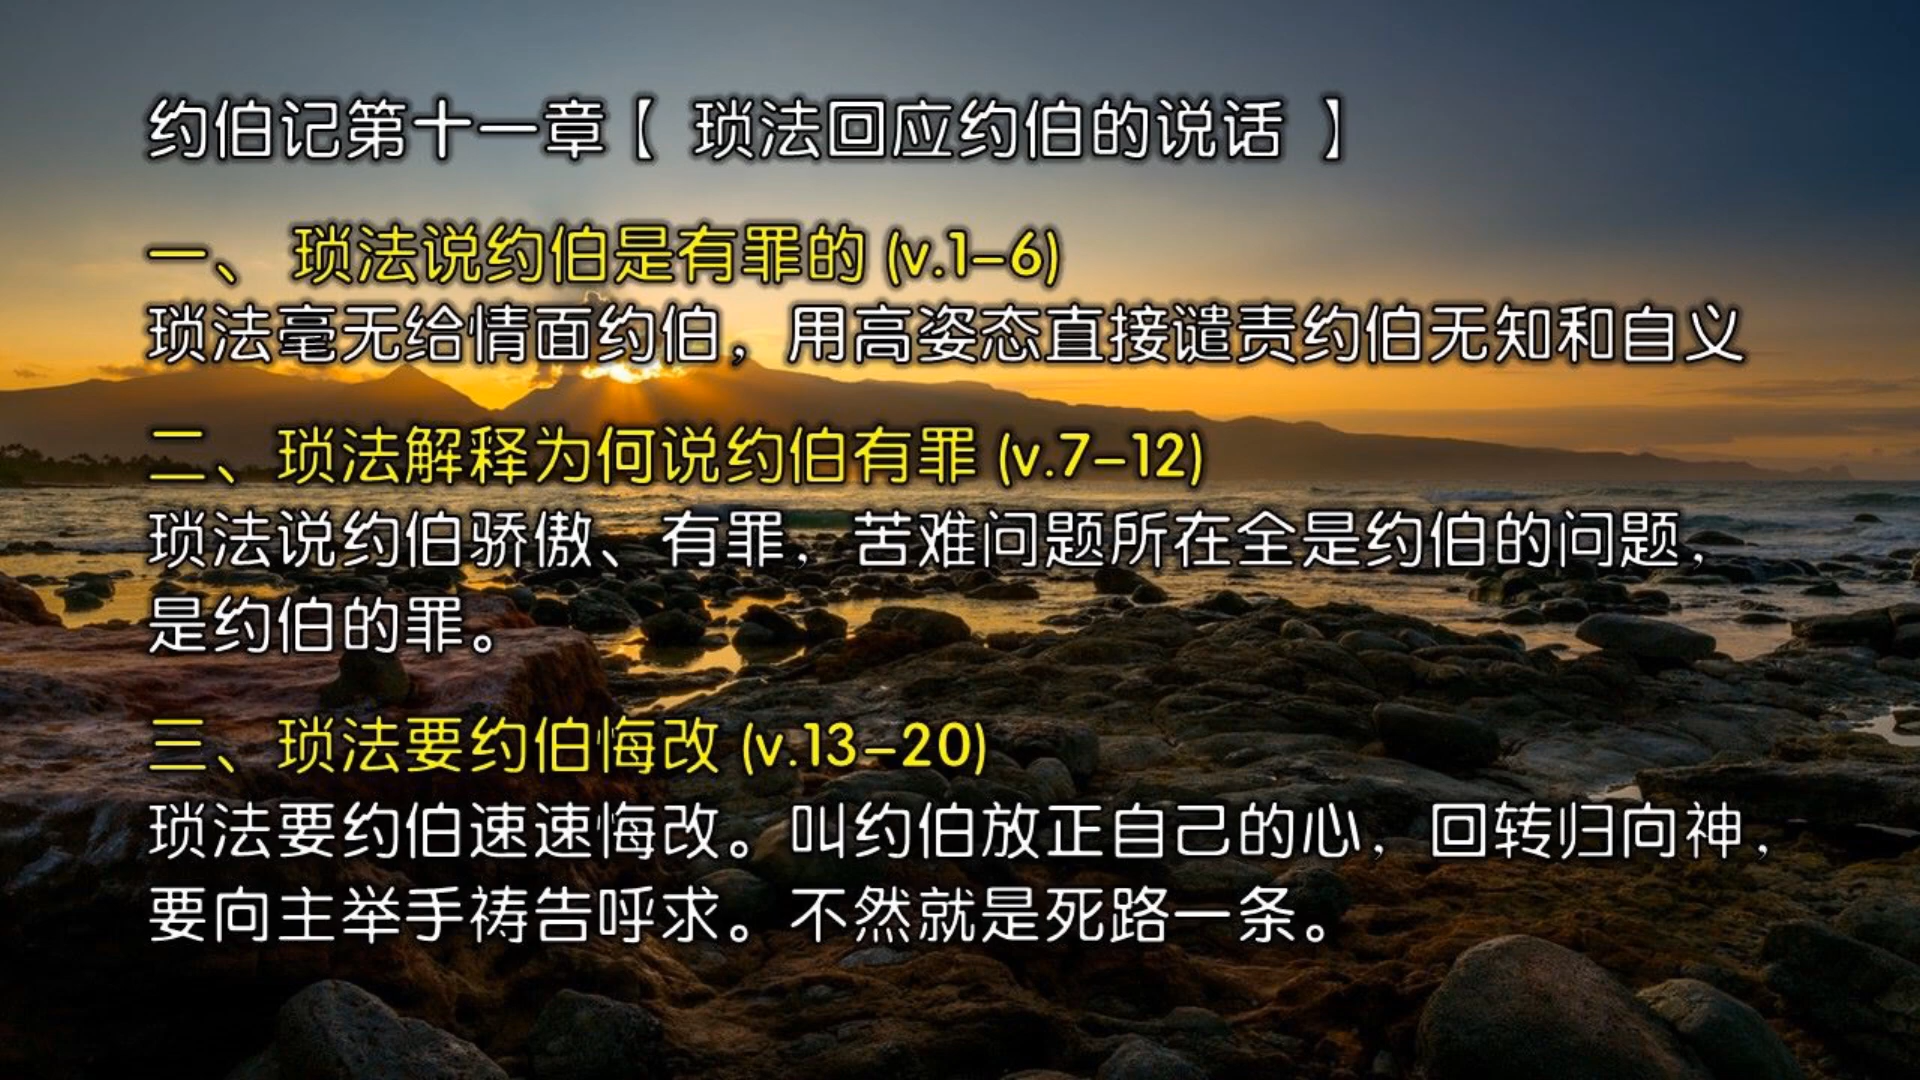 约伯记第十一章【 琐法回应约伯的说话 】
一、 琐法说约伯是有罪的 (v.1-6)
琐法毫无给情面约伯，用高姿态直接谴责约伯无知和自义
二、琐法解释为何说约伯有罪 (v.7-12)
琐法说约伯骄傲、有罪，苦难问题所在全是约伯的问题，
是约伯的罪。
三、琐法要约伯悔改 (v.13-20)
琐法要约伯速速悔改。叫约伯放正自己的心，回转归向神，
要向主举手祷告呼求。不然就是死路一条。